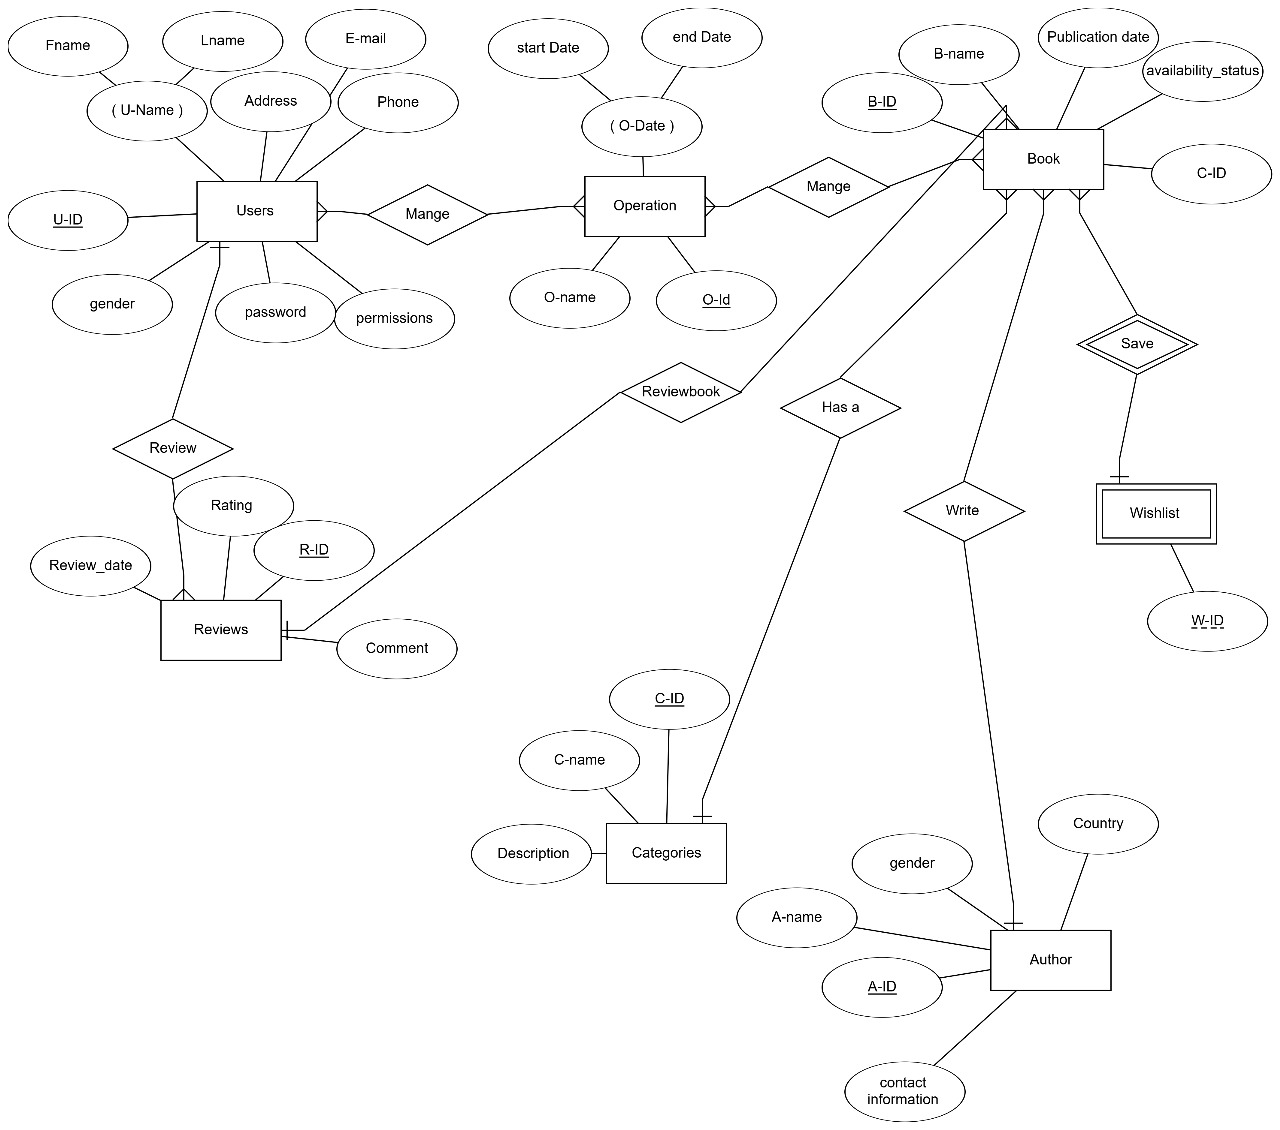 Fname
Lname
E-mail
( U-Name )
Address
Phone
Users
U-ID
gender
password
permissions
Mange
start Date
end Date
( O-Date )
Operation
O-name
O-Id
Mange
B-name
Publication date
availability_status
B-ID
Book
C-ID
Reviewbook
Has a
Save
Review
Write
Wishlist
W-ID
Rating
R-ID
Review_date
Reviews
Comment
C-ID
C-name
Description
Categories
Country
gender
A-name
Author
A-ID
contact
information